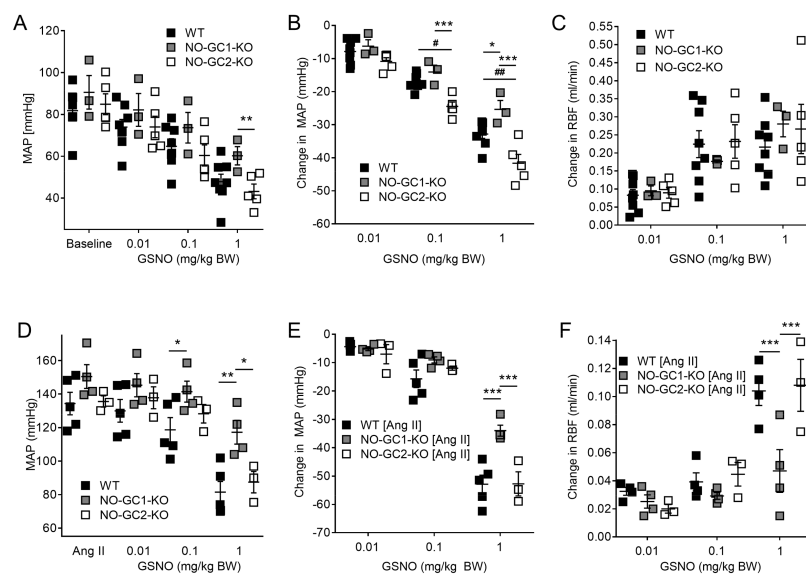 A
WT
NO-GC1-KO
NO-GC2-KO
**
MAP [mmHg]
120
100
80
60
40
Baseline 0.01 0.1 1
GSNO (mg/kg BW)
B
***
#
*
***
##
Change in MAP (mmHg)
0
-10
-20
-30
-40
-50
-60
WT
NO-GC1-KO
NO-GC2-KO
0.01 0.1 1
GSNO (mg/kg BW)
C
WT
NO-GC1-KO
NO-GC2-KO
Change in RBF (ml/min)
0.55
0.50
0.45
0.40
0.35
0.30
0.25
0.20
0.15
0.10
0.05
0.00
0.01 0.1 1
GSNO (mg/kg BW)
D
*
**
*
MAP (mmHg)
160
140
120
100
80
60
WT
NO-GC1-KO
NO-GC2-KO
Ang II 0.01 0.1 1
GSNO (mg/kg BW)
E
***
***
Change in MAP (mmHg)
0
-10
-20
-30
-40
-50
-60
-70
WT [Ang II]
NO-GC1-KO [Ang II]
NO-GC2-KO [Ang II]
0.01 0.1 1
GSNO (mg/kg BW)
F
***
***
WT [Ang II]
NO-GC1-KO [Ang II]
NO-GC2-KO [Ang II]
Change in RBF (ml/min)
0.14
0.12
0.10
0.08
0.06
0.04
0.02
0.00
0.01 0.1 1
GSNO (mg/kg BW)